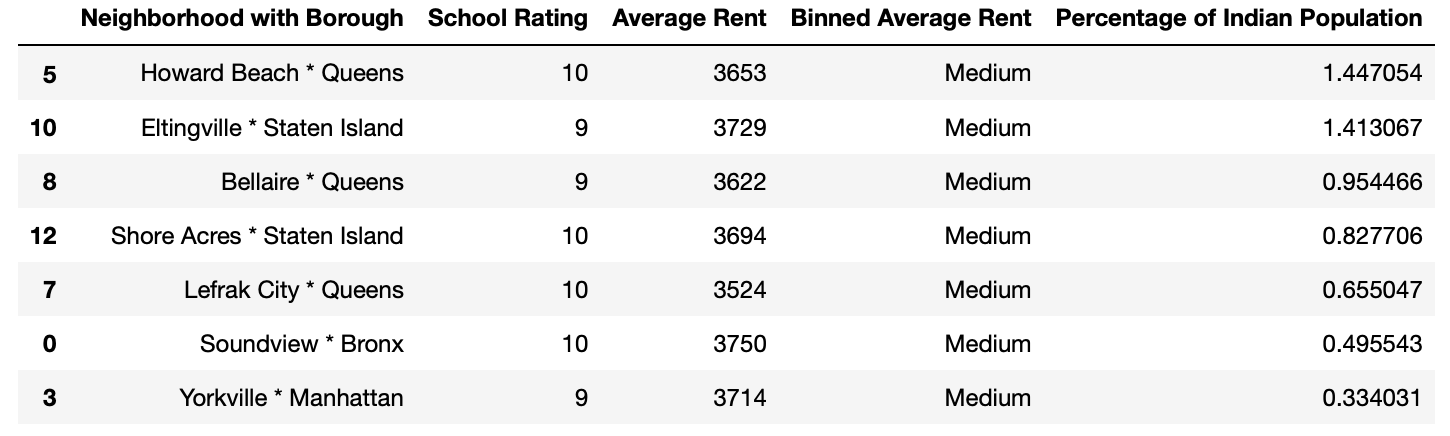 Neighborhood with Borough School Rating Average Rent Binned Average Rent Percentage of Indian Population
5 Howard Beach * Queens 10 3653 Medium 1.447054
10 Eltingville * Staten Island 9 3729 Medium 1.413067
8 Bellaire * Queens 9 3622 Medium 0.954466
12 Shore Acres * Staten Island 10 3694 Medium 0.827706
7 Lefrak City * Queens 10 3524 Medium 0.655047
0 Soundview * Bronx 10 3750 Medium 0.495543
3 Yorkville * Manhattan 9 3714 Medium 0.334031